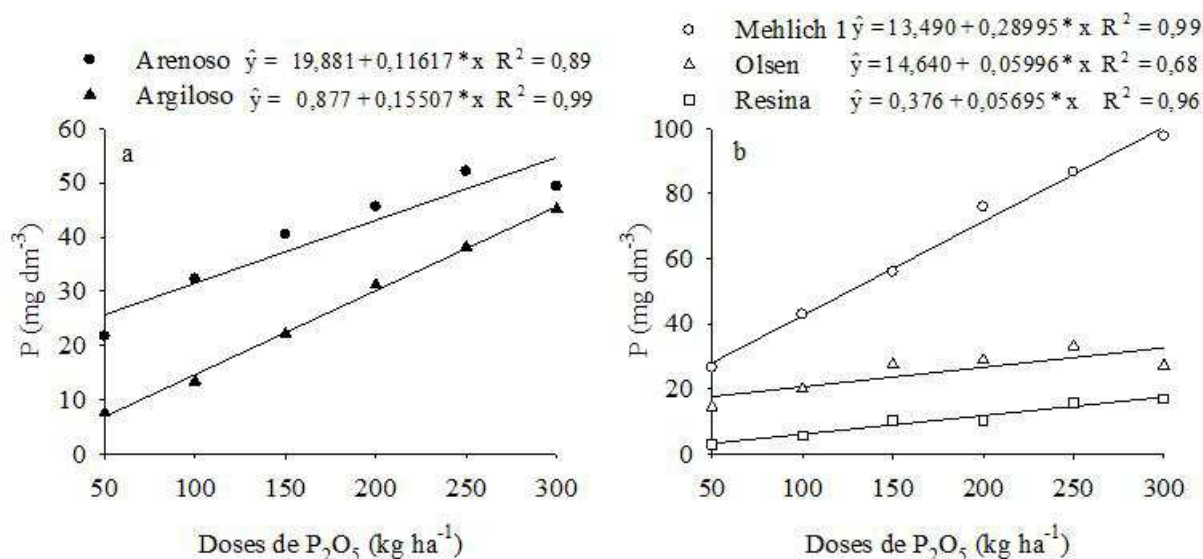 Arenoso ŷ = 19,881+0,11617*x R² = 0,89
Argiloso ŷ = 0,877+0,15507*x R² = 0,99
a
60
50
40
30
20
10
0
P (mg dm⁻³)
50 100 150 200 250 300
Doses de P₂O₅ (kg ha⁻¹)
Mehlich 1 ŷ=13,490+0,28995*x R² = 0,99
Olsen ŷ=14,640+ 0,05996*x R² = 0,68
Resina ŷ=0,376+0,05695*x R² = 0,96
b
100
80
60
40
20
0
P (mg dm⁻³)
50 100 150 200 250 300
Doses de P₂O₅ (kg ha⁻¹)